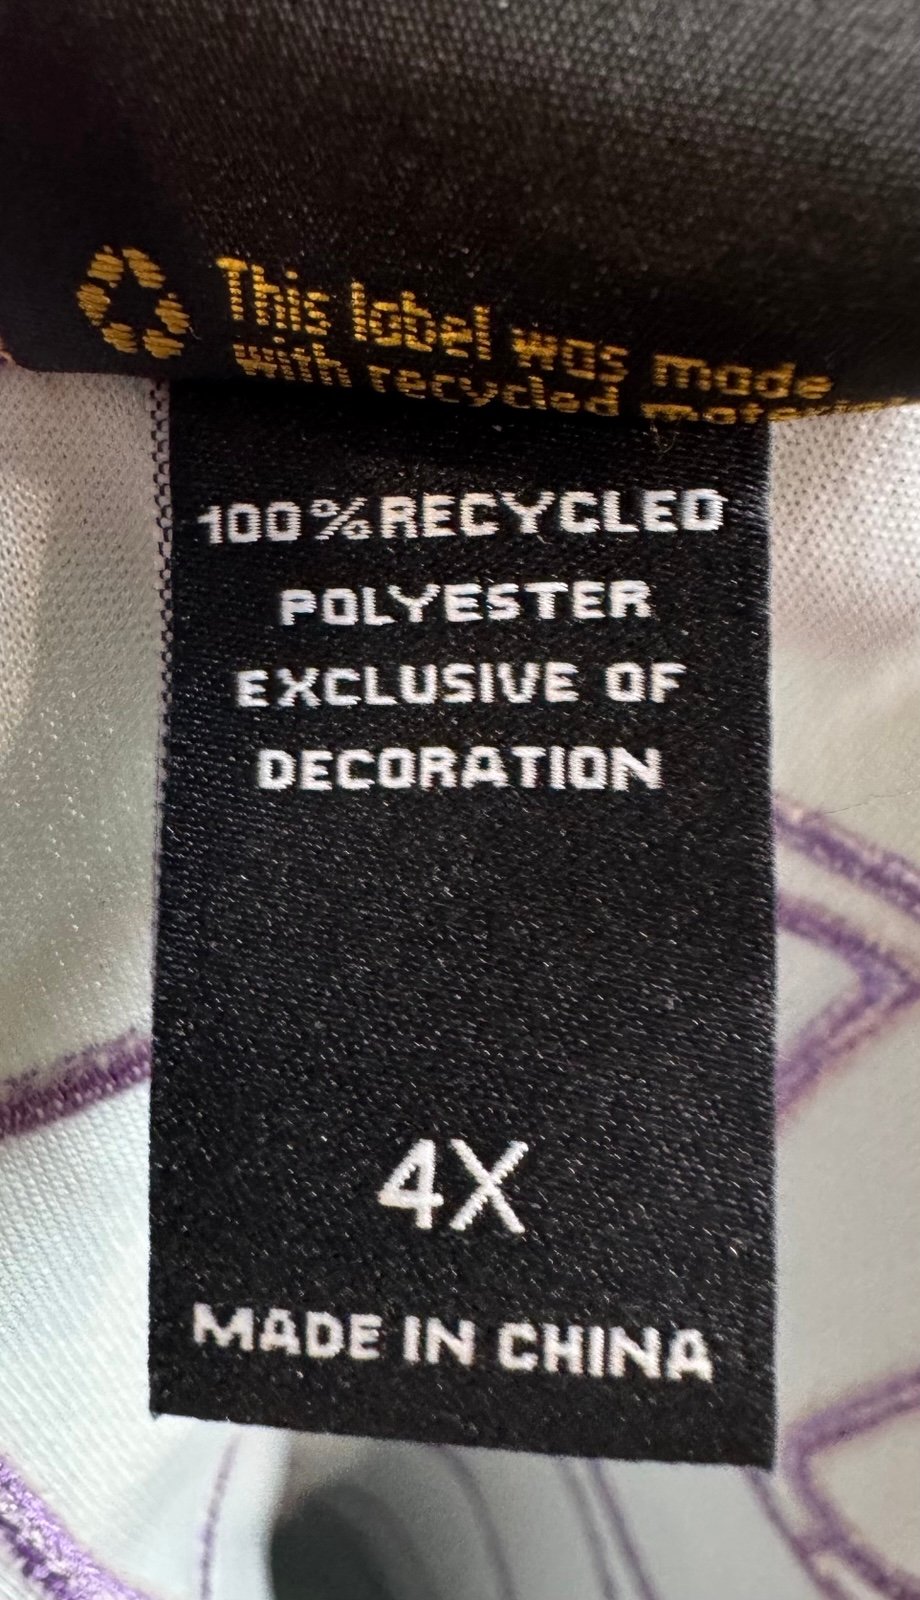 This label was made
with recycled
100% RECYCLED
POLYESTER
EXCLUSIVE OF
DECORATION
4X
MADE IN CHINA